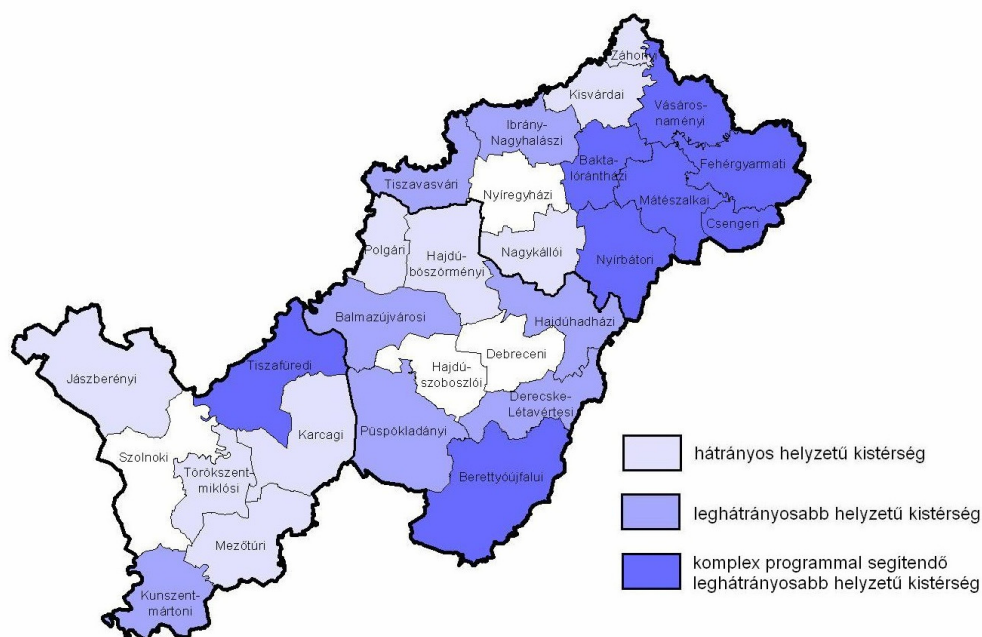 Záhonyi
Kisvárdai
Vásáros-
naményi
Ibrány-
Nagyhalászi
Bakta-
lórántházi
Fehérgyarmati
Tiszavasvári
Nyíregyházi
Mátészalkai
Csengeri
Polgári
Hajdú-
böszörményi
Nagykállói
Nyírbátori
Balmazújvárosi
Hajdúhadházi
Tiszafüredi
Hajdú-
szoboszlói
Debreceni
Jászberényi
Derecske-
Létavértesi
Karcagi
Püspökladányi
Szolnoki
Törökszent-
miklósi
Berettyóújfalui
Mezőtúri
Kunszent-
mártoni
hátrányos helyzetű kistérség
leghátrányosabb helyzetű kistérség
komplex programmal segítendő
leghátrányosabb helyzetű kistérség